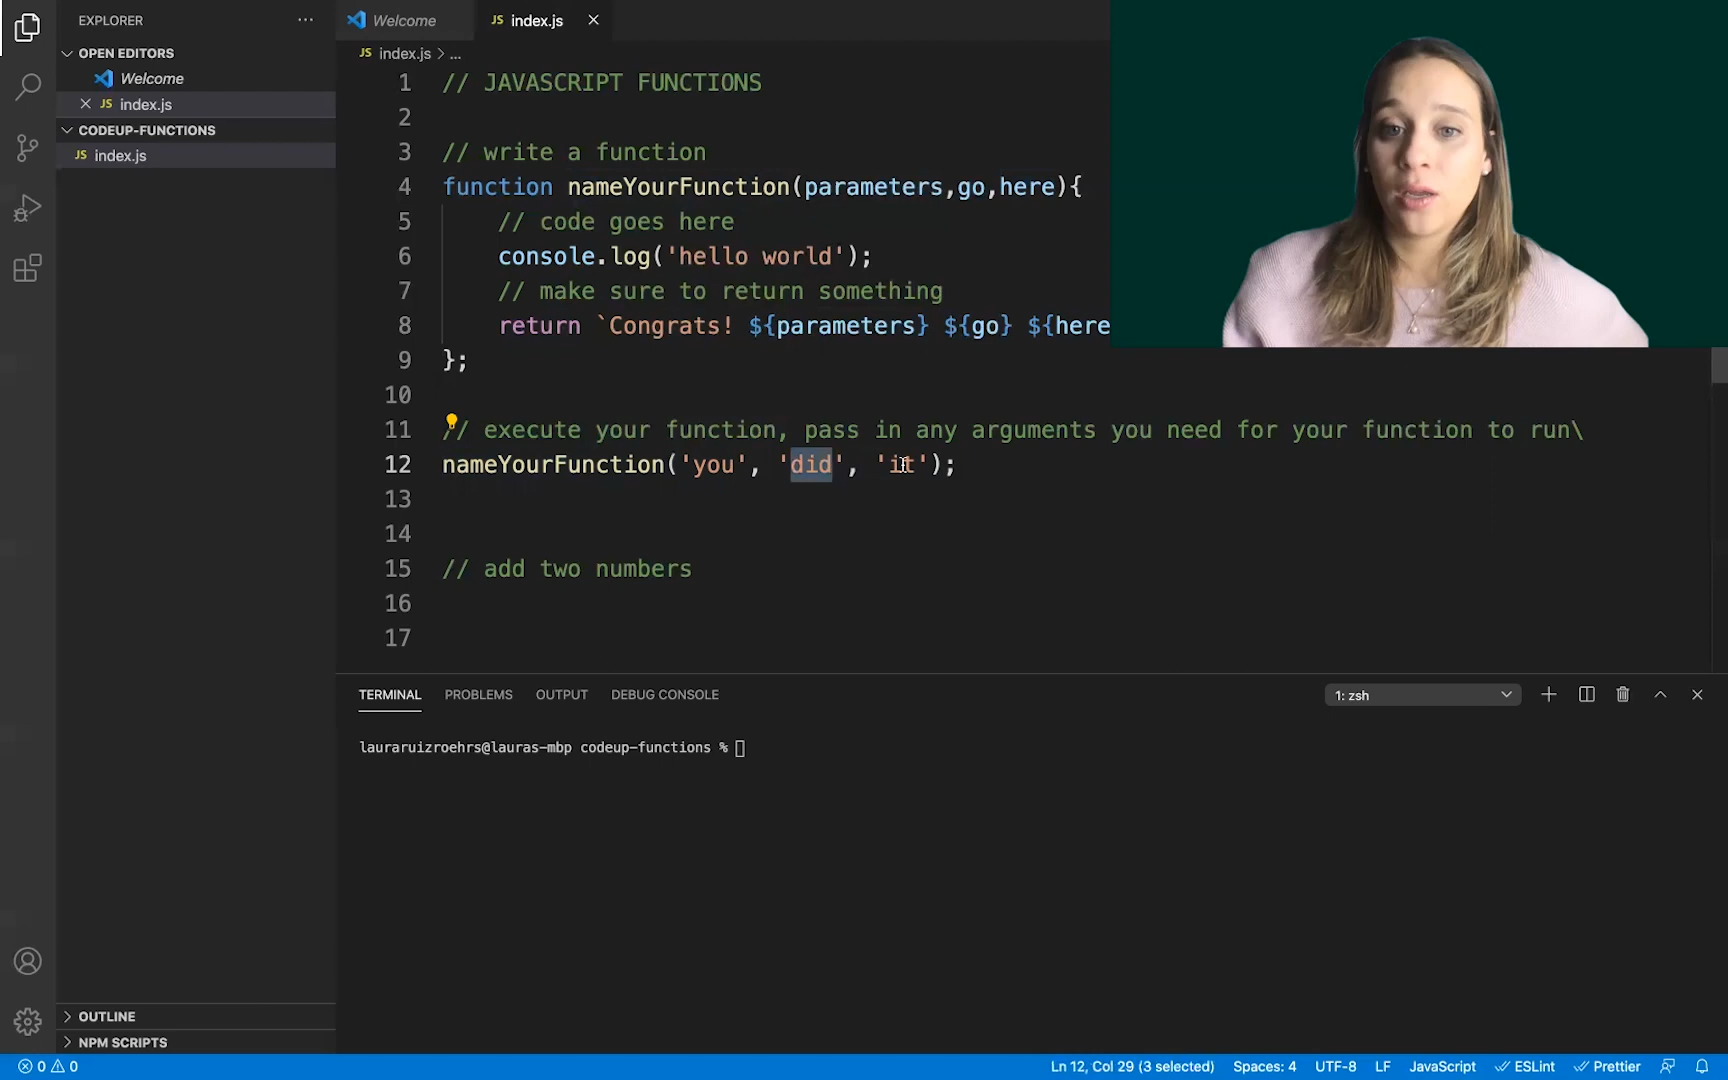 EXPLORER
···
OPEN EDITORS
Welcome
JS index.js
CODEUP-FUNCTIONS
JS index.js
OUTLINE
NPM SCRIPTS
Welcome
JS index.js
JS index.js > ...
1 // JAVASCRIPT FUNCTIONS
2
3 // write a function
4 function nameYourFunction(parameters,go,here){
5 // code goes here
6 console.log('hello world');
7 // make sure to return something
8 return `Congrats! ${parameters} ${go} ${here
9 };
10
11 // execute your function, pass in any arguments you need for your function to run\
12 nameYourFunction('you', 'did', 'it');
13
14
15 // add two numbers
16
17
TERMINAL PROBLEMS OUTPUT DEBUG CONSOLE 1: zsh
lauraruizroehrs@lauras-mbp codeup-functions %
0 0 Ln 12, Col 29 (3 selected) Spaces: 4 UTF-8 LF JavaScript ESLint Prettier